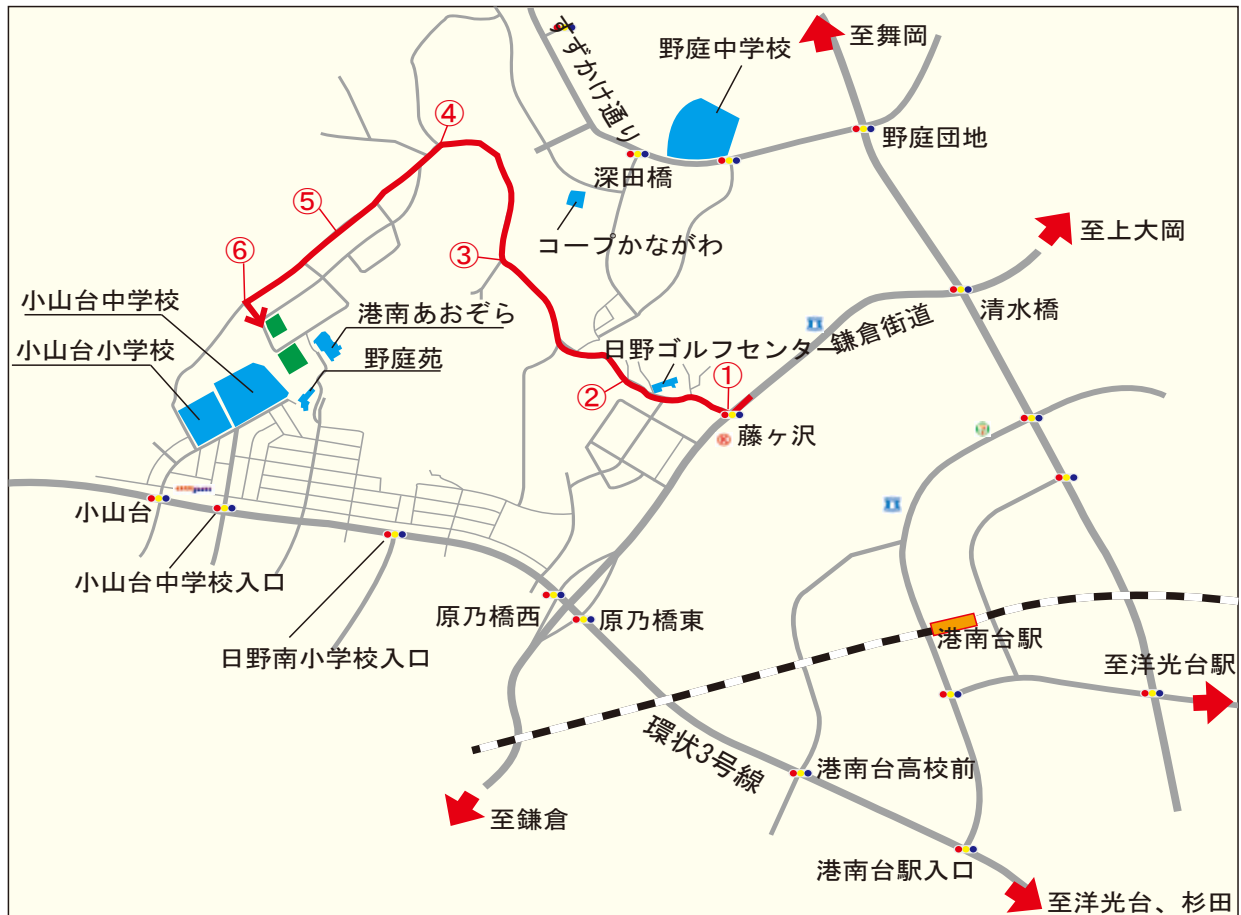 すずかけ通り
野庭中学校
至舞岡
野庭団地
深田橋
④
⑤
⑥
③
コープかながわ
至上大岡
小山台中学校
港南あおぞら
清水橋
鎌倉街道
小山台小学校
野庭苑
日野ゴルフセンター
①
②
藤ヶ沢
小山台
小山台中学校入口
原乃橋西
原乃橋東
日野南小学校入口
港南台駅
至洋光台駅
環状3号線
港南台高校前
至鎌倉
港南台駅入口
至洋光台、杉田